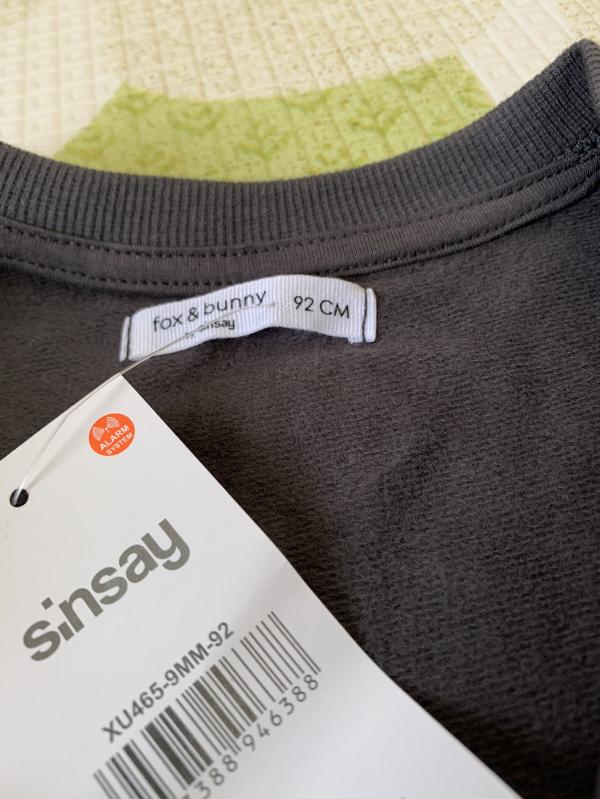 fox & bunny
by sinsay
92 CM
ALARM
SYSTEM
sinsay
XU465-9MM-92
388946388